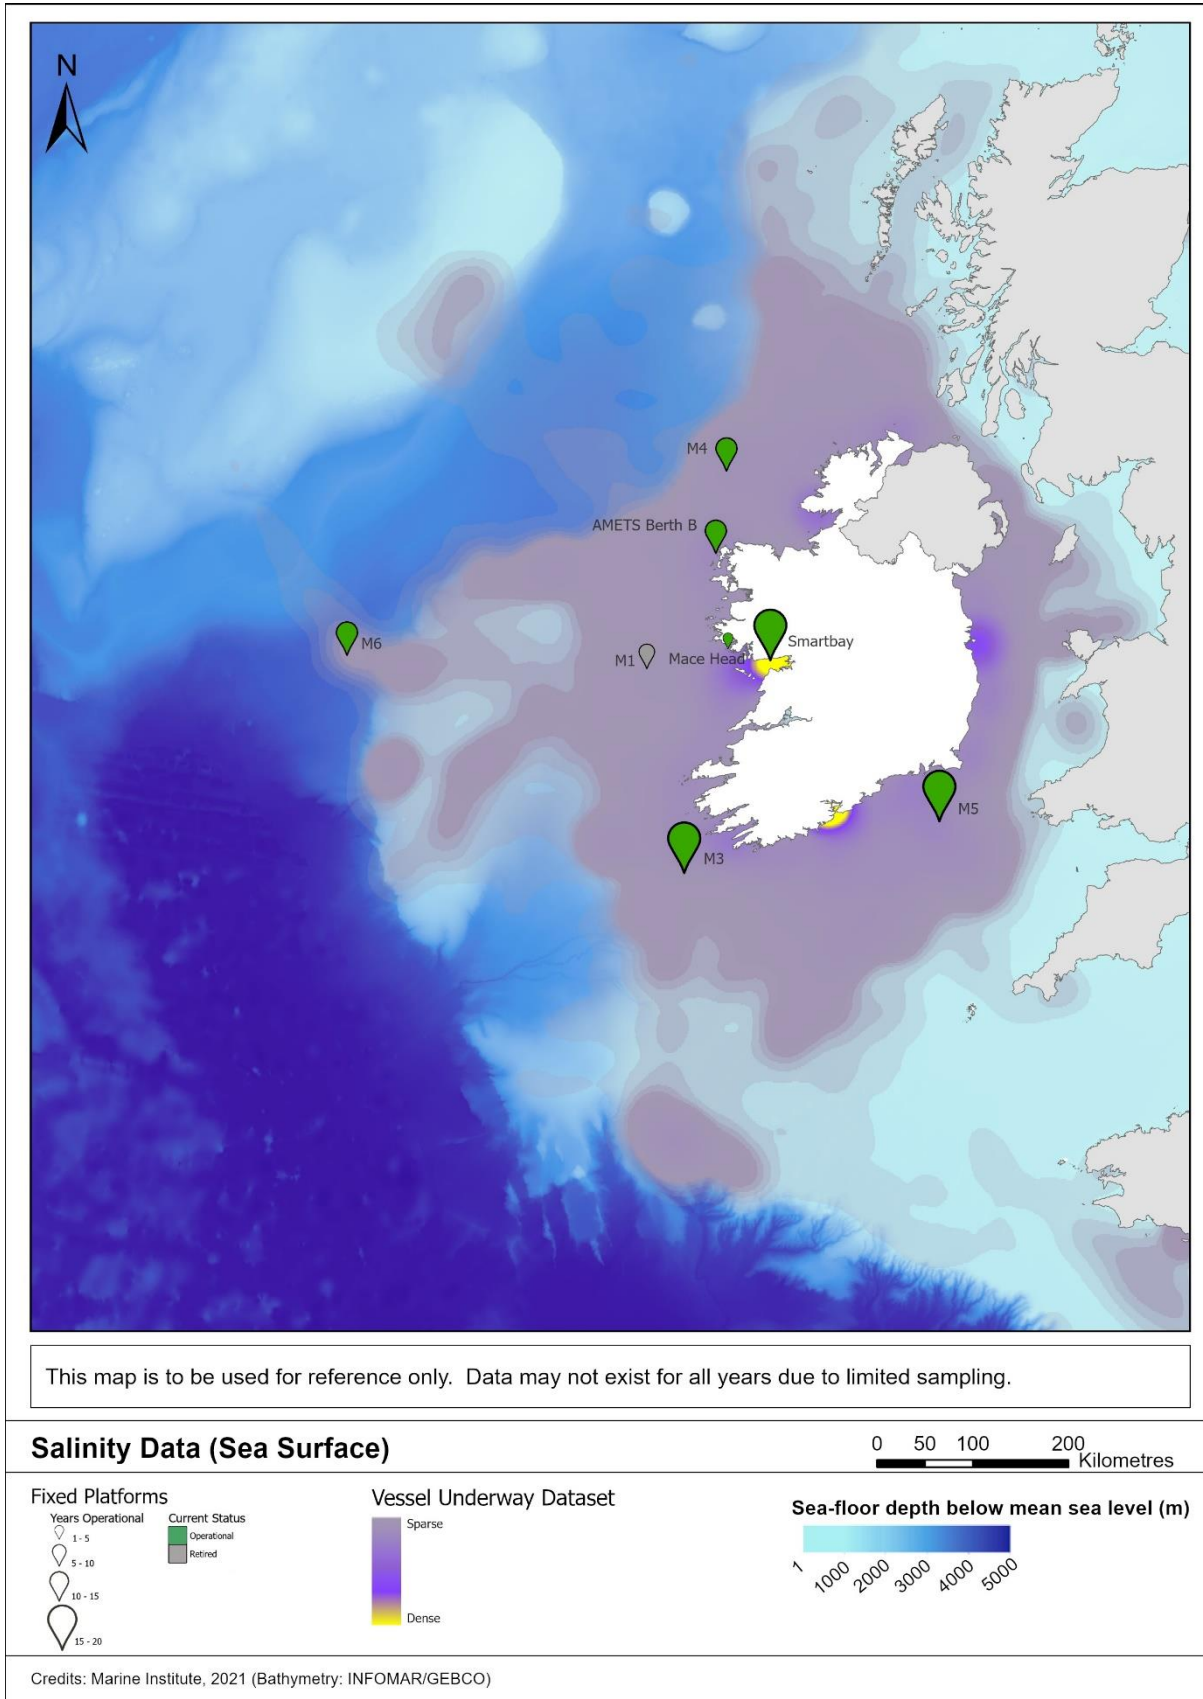 N
M4
AMETS Berth B
M6
M1
Mace Head
Smartbay
M5
M3
This map is to be used for reference only. Data may not exist for all years due to limited sampling.
Salinity Data (Sea Surface)
0 50 100 200
Kilometres
Fixed Platforms
Years Operational
1 - 5
5 - 10
10 - 15
15 - 20
Current Status
Operational
Retired
Vessel Underway Dataset
Sparse
Dense
Sea-floor depth below mean sea level (m)
1 1000 2000 3000 4000 5000
Credits: Marine Institute, 2021 (Bathymetry: INFOMAR/GEBCO)